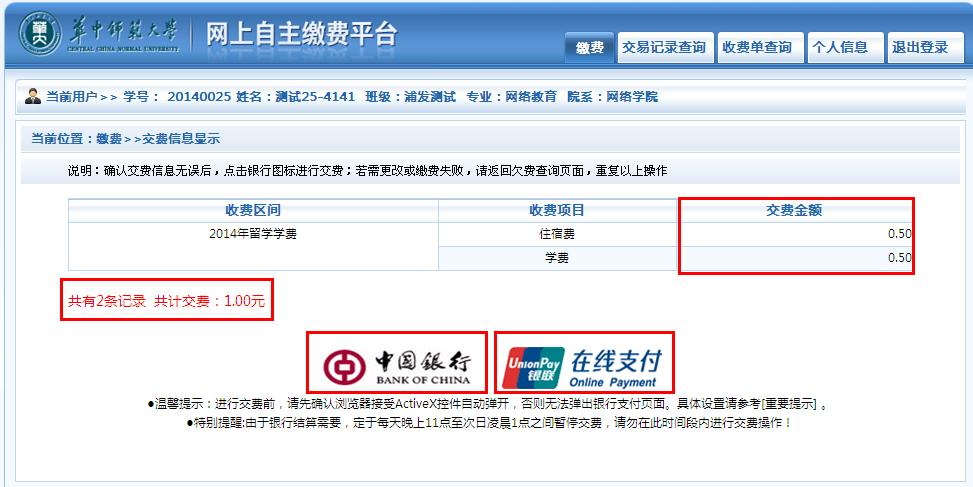 华中师范大学 网上自主缴费平台
CENTRAL CHINA NORMAL UNIVERSITY
缴费 交易记录查询 收费单查询 个人信息 退出登录
当前用户>> 学号： 20140025 姓名：测试25-4141 班级：浦发测试 专业：网络教育 院系：网络学院
当前位置：缴费>>交费信息显示
说明：确认交费信息无误后，点击银行图标进行交费；若需更改或缴费失败，请返回欠费查询页面，重复以上操作
收费区间 收费项目 交费金额
2014年留学学费 住宿费 0.50
学费 0.50
共有2条记录 共计交费：1.00元
中国银行 UnionPay 在线支付
BANK OF CHINA 银联 Online Payment
●温馨提示：进行交费前，请先确认浏览器接受ActiveX控件自动弹开，否则无法弹出银行支付页面。具体设置请参考[重要提示] 。
●特别提醒:由于银行结算需要，定于每天晚上11点至次日凌晨1点之间暂停交费，请勿在此时间段内进行交费操作！